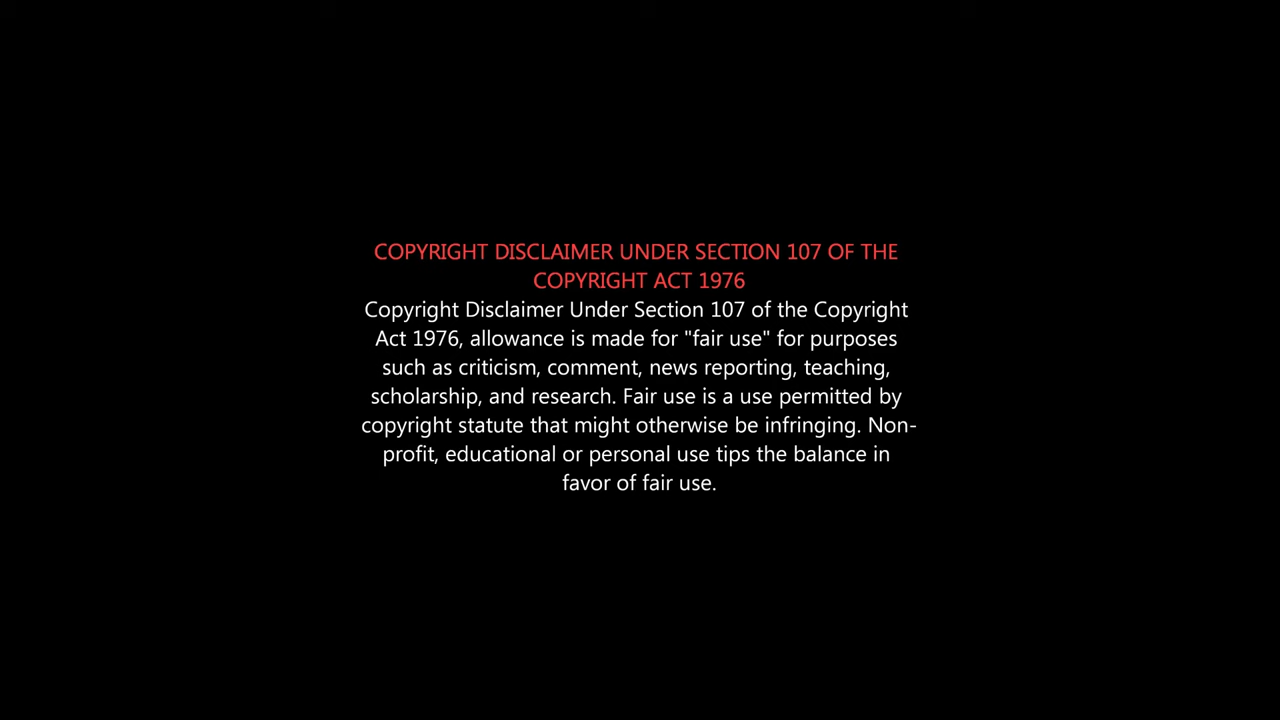 COPYRIGHT DISCLAIMER UNDER SECTION 107 OF THE
COPYRIGHT ACT 1976
Copyright Disclaimer Under Section 107 of the Copyright
Act 1976, allowance is made for "fair use" for purposes
such as criticism, comment, news reporting, teaching,
scholarship, and research. Fair use is a use permitted by
copyright statute that might otherwise be infringing. Non-
profit, educational or personal use tips the balance in
favor of fair use.